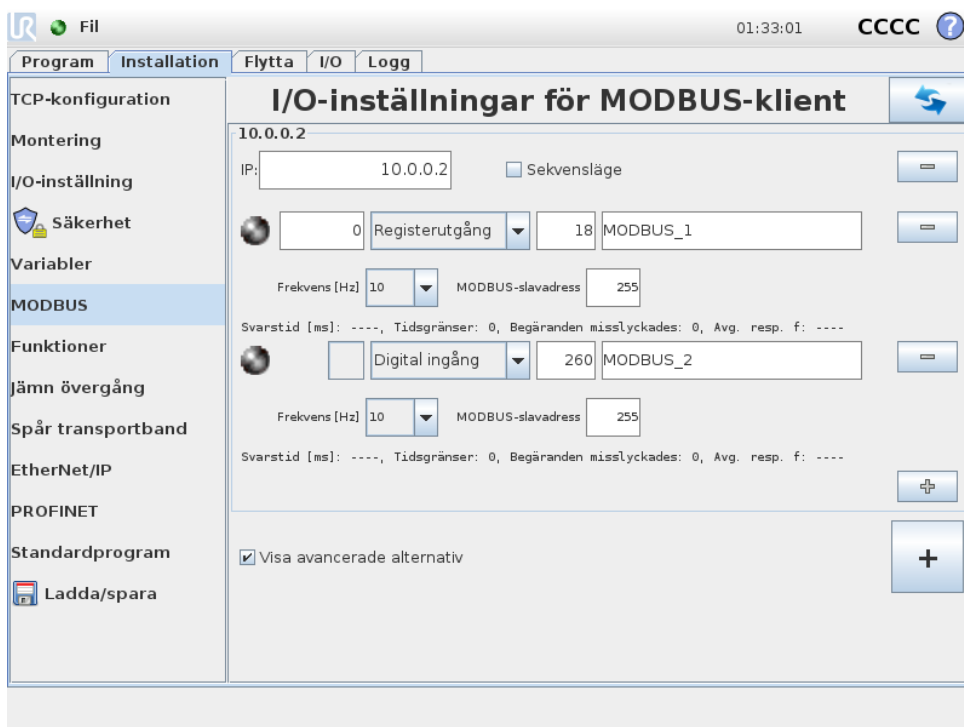 UR Fil 01:33:01 CCCC ?
Program Installation Flytta I/O Logg
TCP-konfiguration
Montering
I/O-inställning
Säkerhet
Variabler
MODBUS
Funktioner
Jämn övergång
Spår transportband
EtherNet/IP
PROFINET
Standardprogram
Ladda/spara
I/O-inställningar för MODBUS-klient
10.0.0.2
IP: 10.0.0.2 Sekvensläge
0 Registerutgång 18 MODBUS_1
Frekvens [Hz] 10 MODBUS-slavadress 255
Svarstid [ms]: ----, Tidsgränser: 0, Begäranden misslyckades: 0, Avg. resp. f: ----
Digital ingång 260 MODBUS_2
Frekvens [Hz] 10 MODBUS-slavadress 255
Svarstid [ms]: ----, Tidsgränser: 0, Begäranden misslyckades: 0, Avg. resp. f: ----
Visa avancerade alternativ